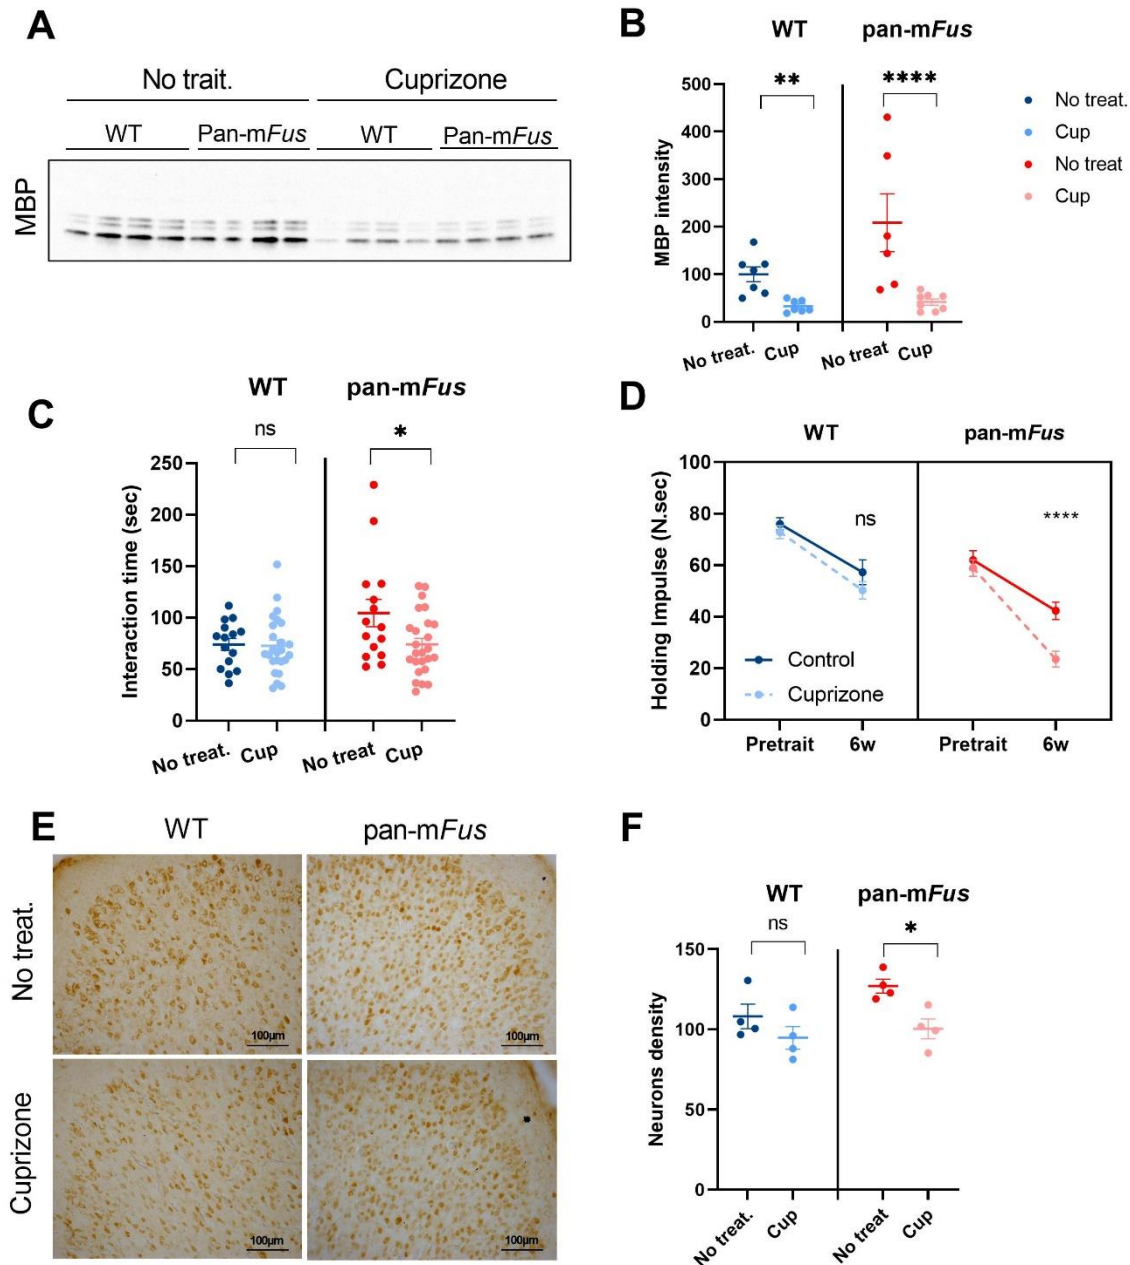 A
No trait.
Cuprizone
WT
Pan-mFus
WT
Pan-mFus
MBP
B
WT
pan-mFus
**
****
500
400
300
200
100
0
MBP intensity
No treat.
Cup
No treat
Cup
No treat.
Cup
No treat
Cup
C
WT
pan-mFus
ns
*
250
200
150
100
50
0
Interaction time (sec)
No treat.
Cup
No treat
Cup
D
WT
pan-mFus
100
80
60
40
20
0
Holding Impulse (N.sec)
ns
****
Control
Cuprizone
Pretrait
6w
Pretrait
6w
E
WT
pan-mFus
No treat.
100µm
100µm
Cuprizone
100µm
100µm
F
WT
pan-mFus
ns
*
150
100
50
0
Neurons density
No treat.
Cup
No treat
Cup